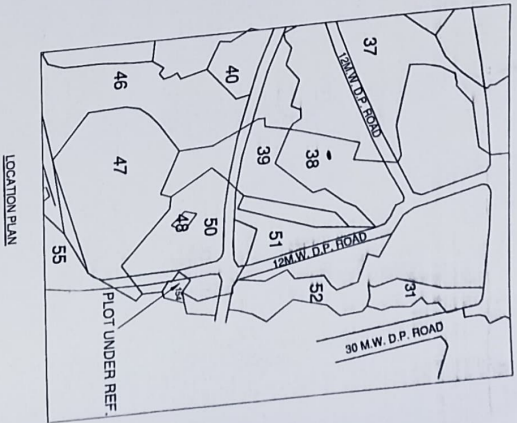 37
12M.W. D.P. ROAD
40
46
38
39
47
51
12M.W. D.P. ROAD
31
50
48
52
30 M.W. D.P. ROAD
55
PLOT UNDER REF.
LOCATION PLAN